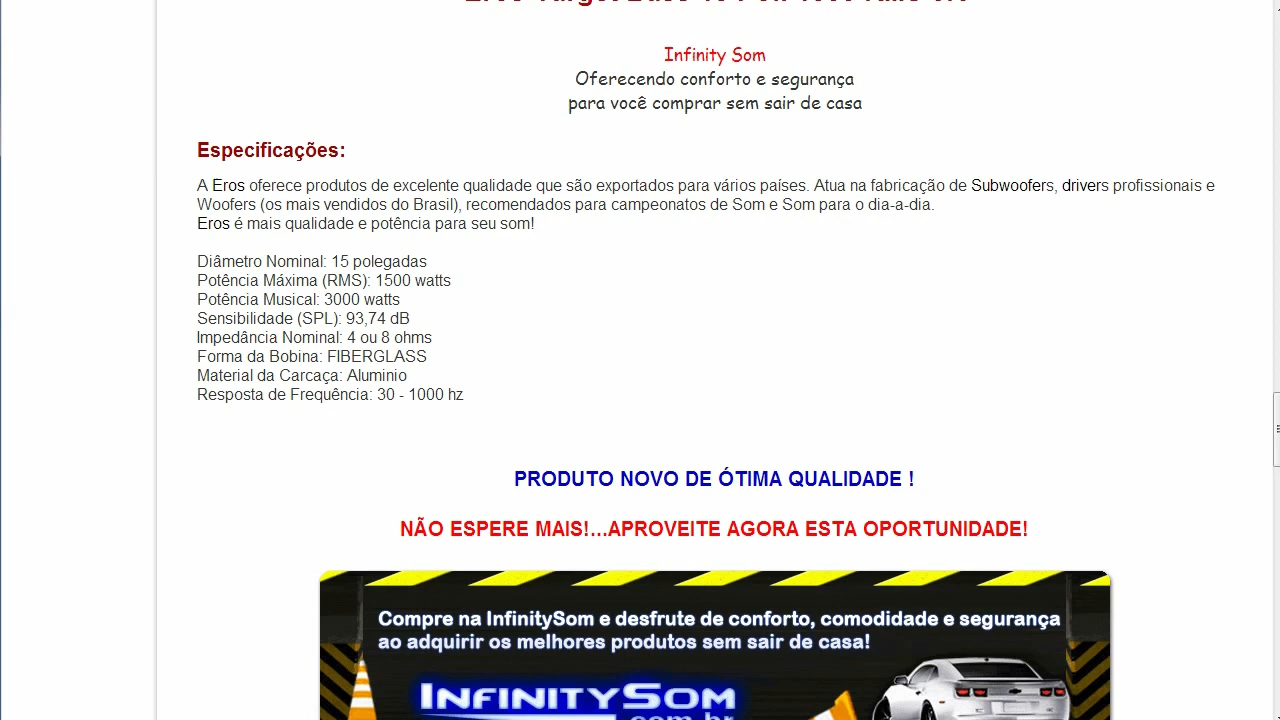 Infinity Som
Oferecendo conforto e segurança
para você comprar sem sair de casa
Especificações:
A Eros oferece produtos de excelente qualidade que são exportados para vários países. Atua na fabricação de Subwoofers, drivers profissionais e
Woofers (os mais vendidos do Brasil), recomendados para campeonatos de Som e Som para o dia-a-dia.
Eros é mais qualidade e potência para seu som!
Diâmetro Nominal: 15 polegadas
Potência Máxima (RMS): 1500 watts
Potência Musical: 3000 watts
Sensibilidade (SPL): 93,74 dB
Impedância Nominal: 4 ou 8 ohms
Forma da Bobina: FIBERGLASS
Material da Carcaça: Aluminio
Resposta de Frequência: 30 - 1000 hz
PRODUTO NOVO DE ÓTIMA QUALIDADE !
NÃO ESPERE MAIS!...APROVEITE AGORA ESTA OPORTUNIDADE!
Compre na InfinitySom e desfrute de conforto, comodidade e segurança
ao adquirir os melhores produtos sem sair de casa!
INFINITYSOM
.com.br